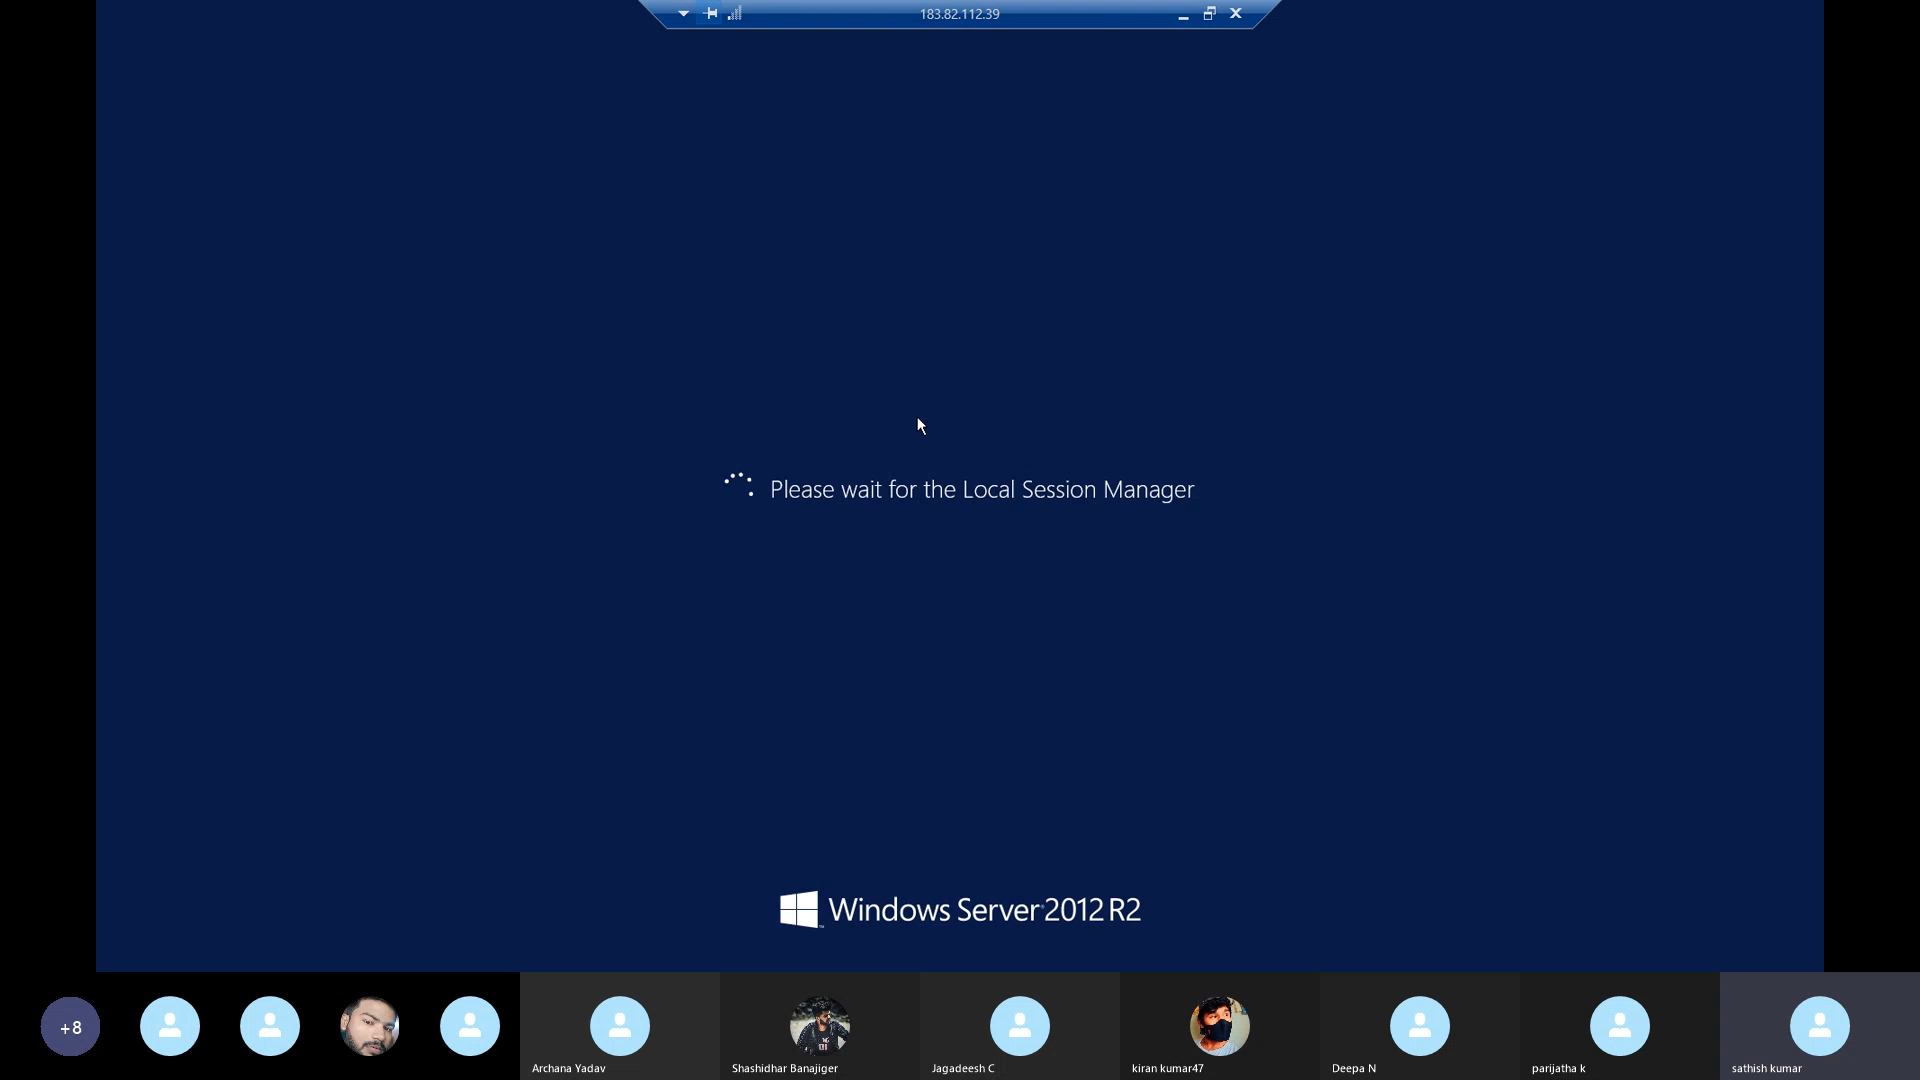 183.82.112.39
Please wait for the Local Session Manager
Windows Server 2012 R2
+8
Archana Yadav
Shashidhar Banajiger
Jagadeesh C
kiran kumar47
Deepa N
parijatha k
sathish kumar